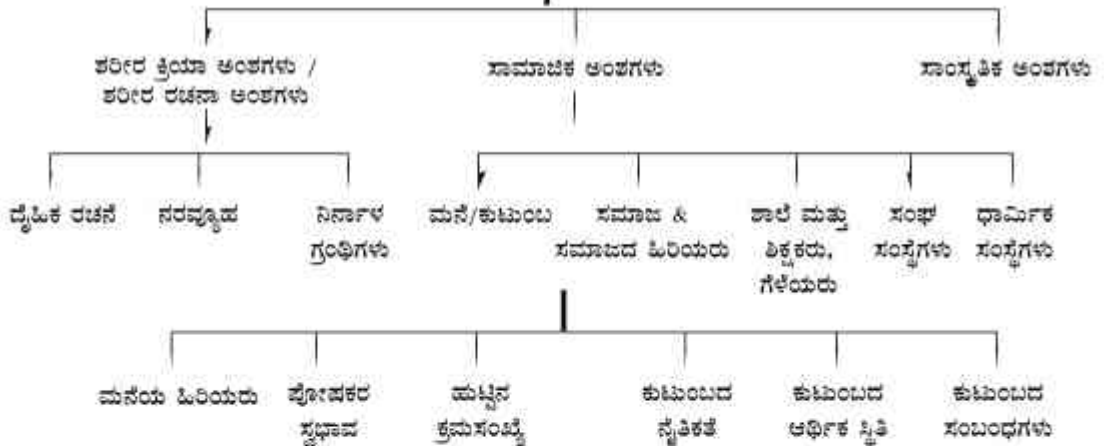 ಶರೀರ ಕ್ರಿಯಾ ಅಂಶಗಳು / ಸಾಮಾಜಿಕ ಅಂಶಗಳು ಸಾಂಸ್ಕೃತಿಕ ಅಂಶಗಳು
ಶರೀರ ರಚನಾ ಅಂಶಗಳು
ದೈಹಿಕ ರಚನೆ ನರವ್ಯೂಹ ನಿರ್ನಾಳ ಮನೆ/ಕುಟುಂಬ ಸಮಾಜ & ಶಾಲೆ ಮತ್ತು ಸಂಘ ಧಾರ್ಮಿಕ
ಗ್ರಂಥಿಗಳು ಸಮಾಜದ ಹಿರಿಯರು ಶಿಕ್ಷಕರು, ಸಂಸ್ಥೆಗಳು ಸಂಸ್ಥೆಗಳು
ಗೆಳೆಯರು
ಮನೆಯ ಹಿರಿಯರು ಪೋಷಕರ ಹುಟ್ಟಿನ ಕುಟುಂಬದ ಕುಟುಂಬದ ಕುಟುಂಬದ
ಸ್ವಭಾವ ಕ್ರಮಸಂಖ್ಯೆ ನೈತಿಕತೆ ಆರ್ಥಿಕ ಸ್ಥಿತಿ ಸಂಬಂಧಗಳು